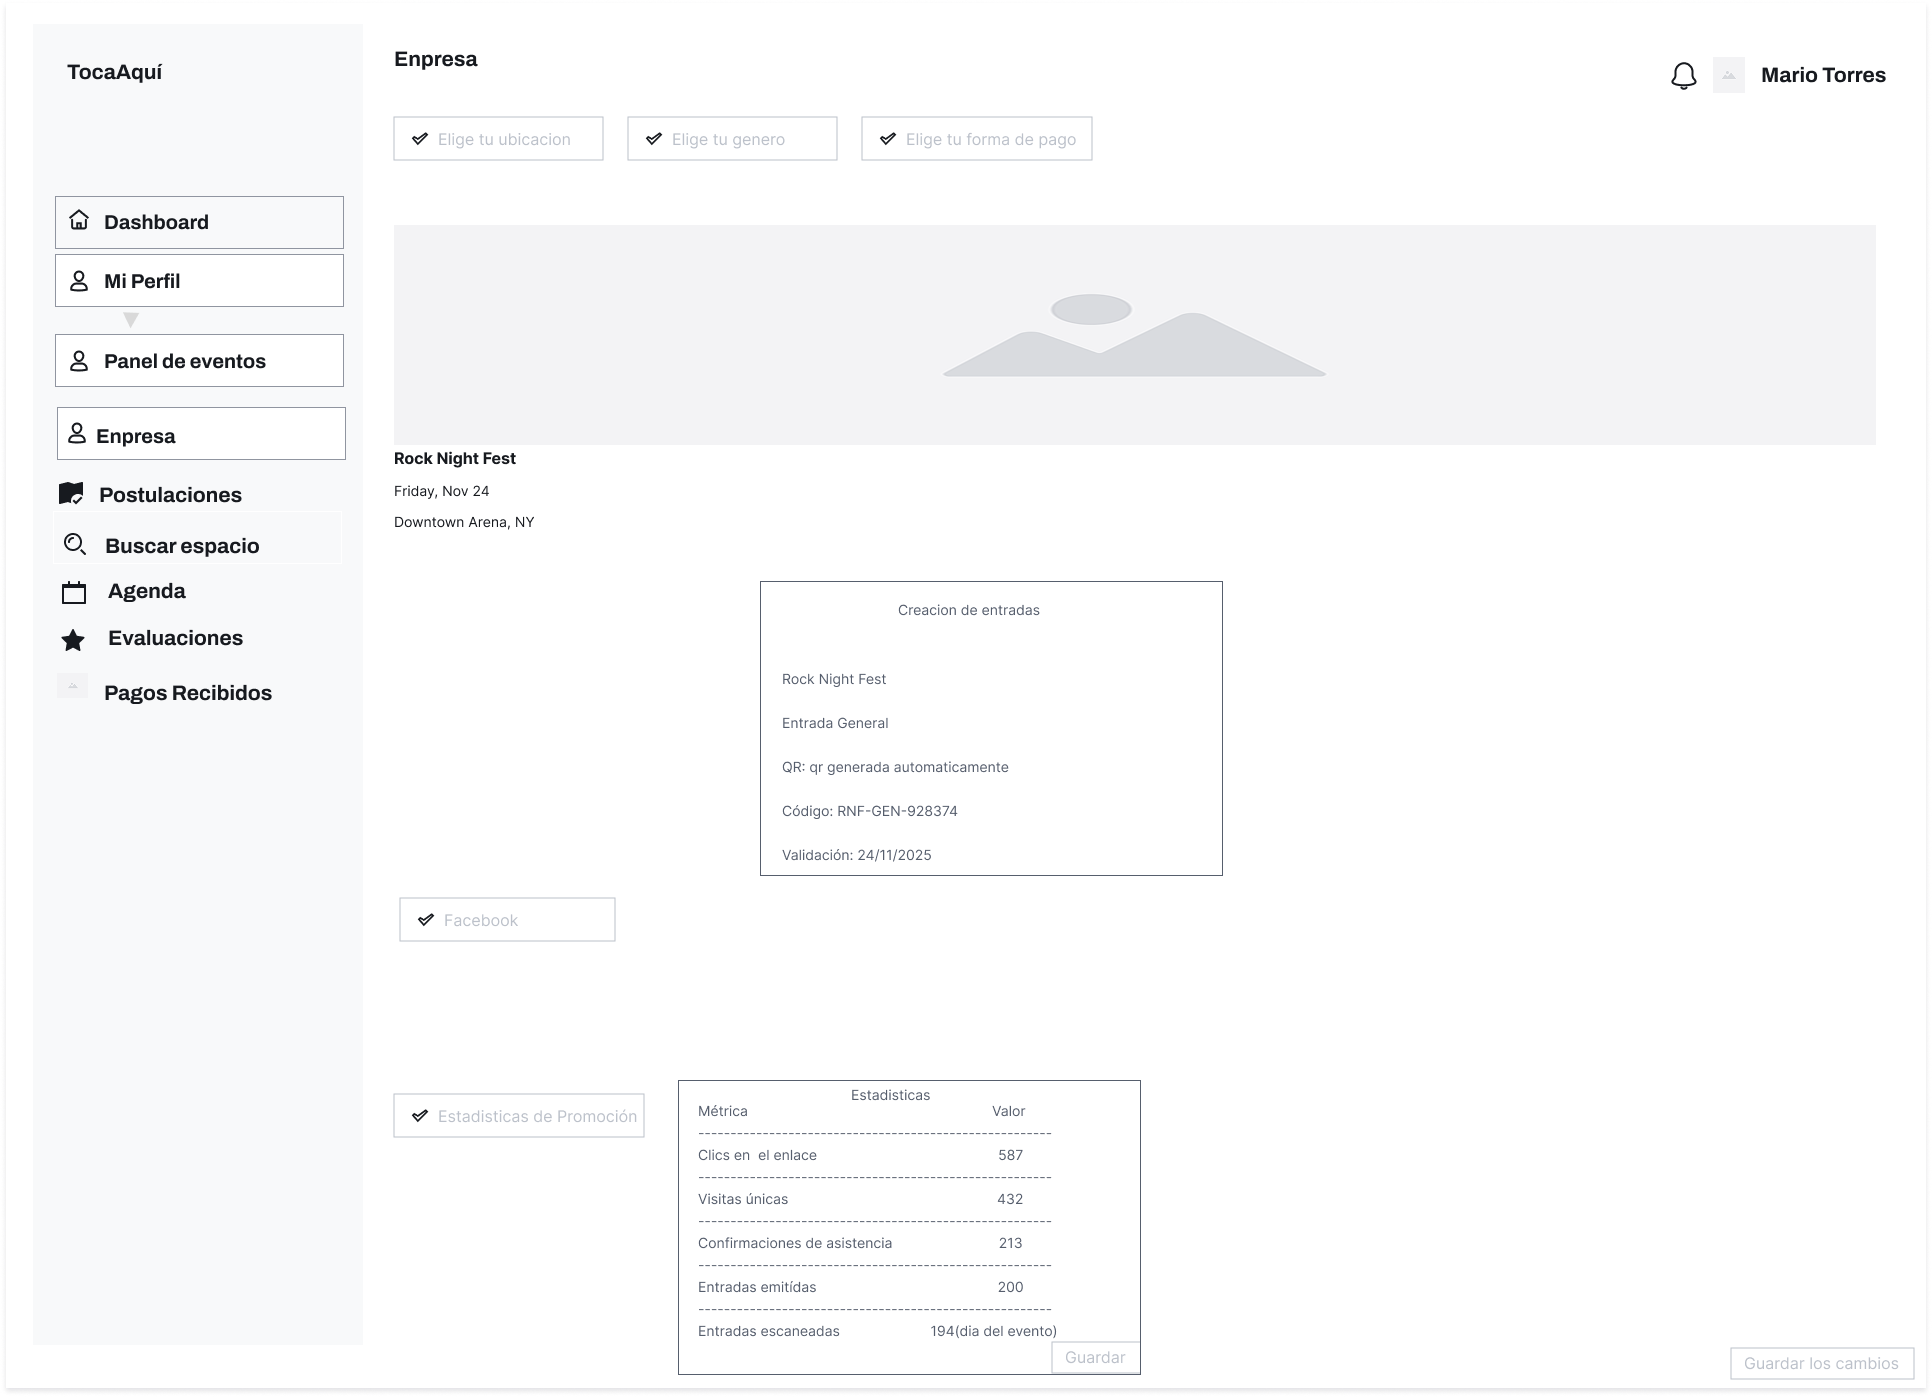 TocaAquí
Enpresa
Mario Torres
Elige tu ubicacion
Elige tu genero
Elige tu forma de pago
Dashboard
Mi Perfil
Panel de eventos
Enpresa
Postulaciones
Buscar espacio
Agenda
Evaluaciones
Pagos Recibidos
Rock Night Fest
Friday, Nov 24
Downtown Arena, NY
Creacion de entradas
Rock Night Fest
Entrada General
QR: qr generada automaticamente
Código: RNF-GEN-928374
Validación: 24/11/2025
Facebook
Estadisticas de Promoción
Estadisticas
Métrica Valor
-------------------------------------------------------
Clics en  el enlace 587
-------------------------------------------------------
Visitas únicas 432
-------------------------------------------------------
Confirmaciones de asistencia 213
-------------------------------------------------------
Entradas emitídas 200
-------------------------------------------------------
Entradas escaneadas 194(dia del evento)
Guardar
Guardar los cambios